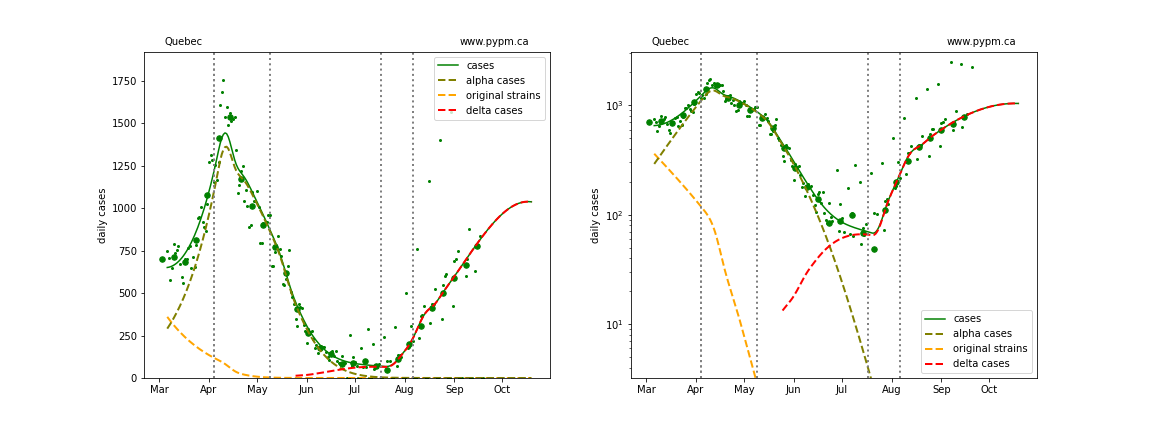 Quebec www.pypm.ca
1750
1500
1250
1000
750
500
250
0
daily cases
Mar Apr May Jun Jul Aug Sep Oct
cases
alpha cases
original strains
delta cases
Quebec www.pypm.ca
10³
10²
10¹
daily cases
Mar Apr May Jun Jul Aug Sep Oct
cases
alpha cases
original strains
delta cases